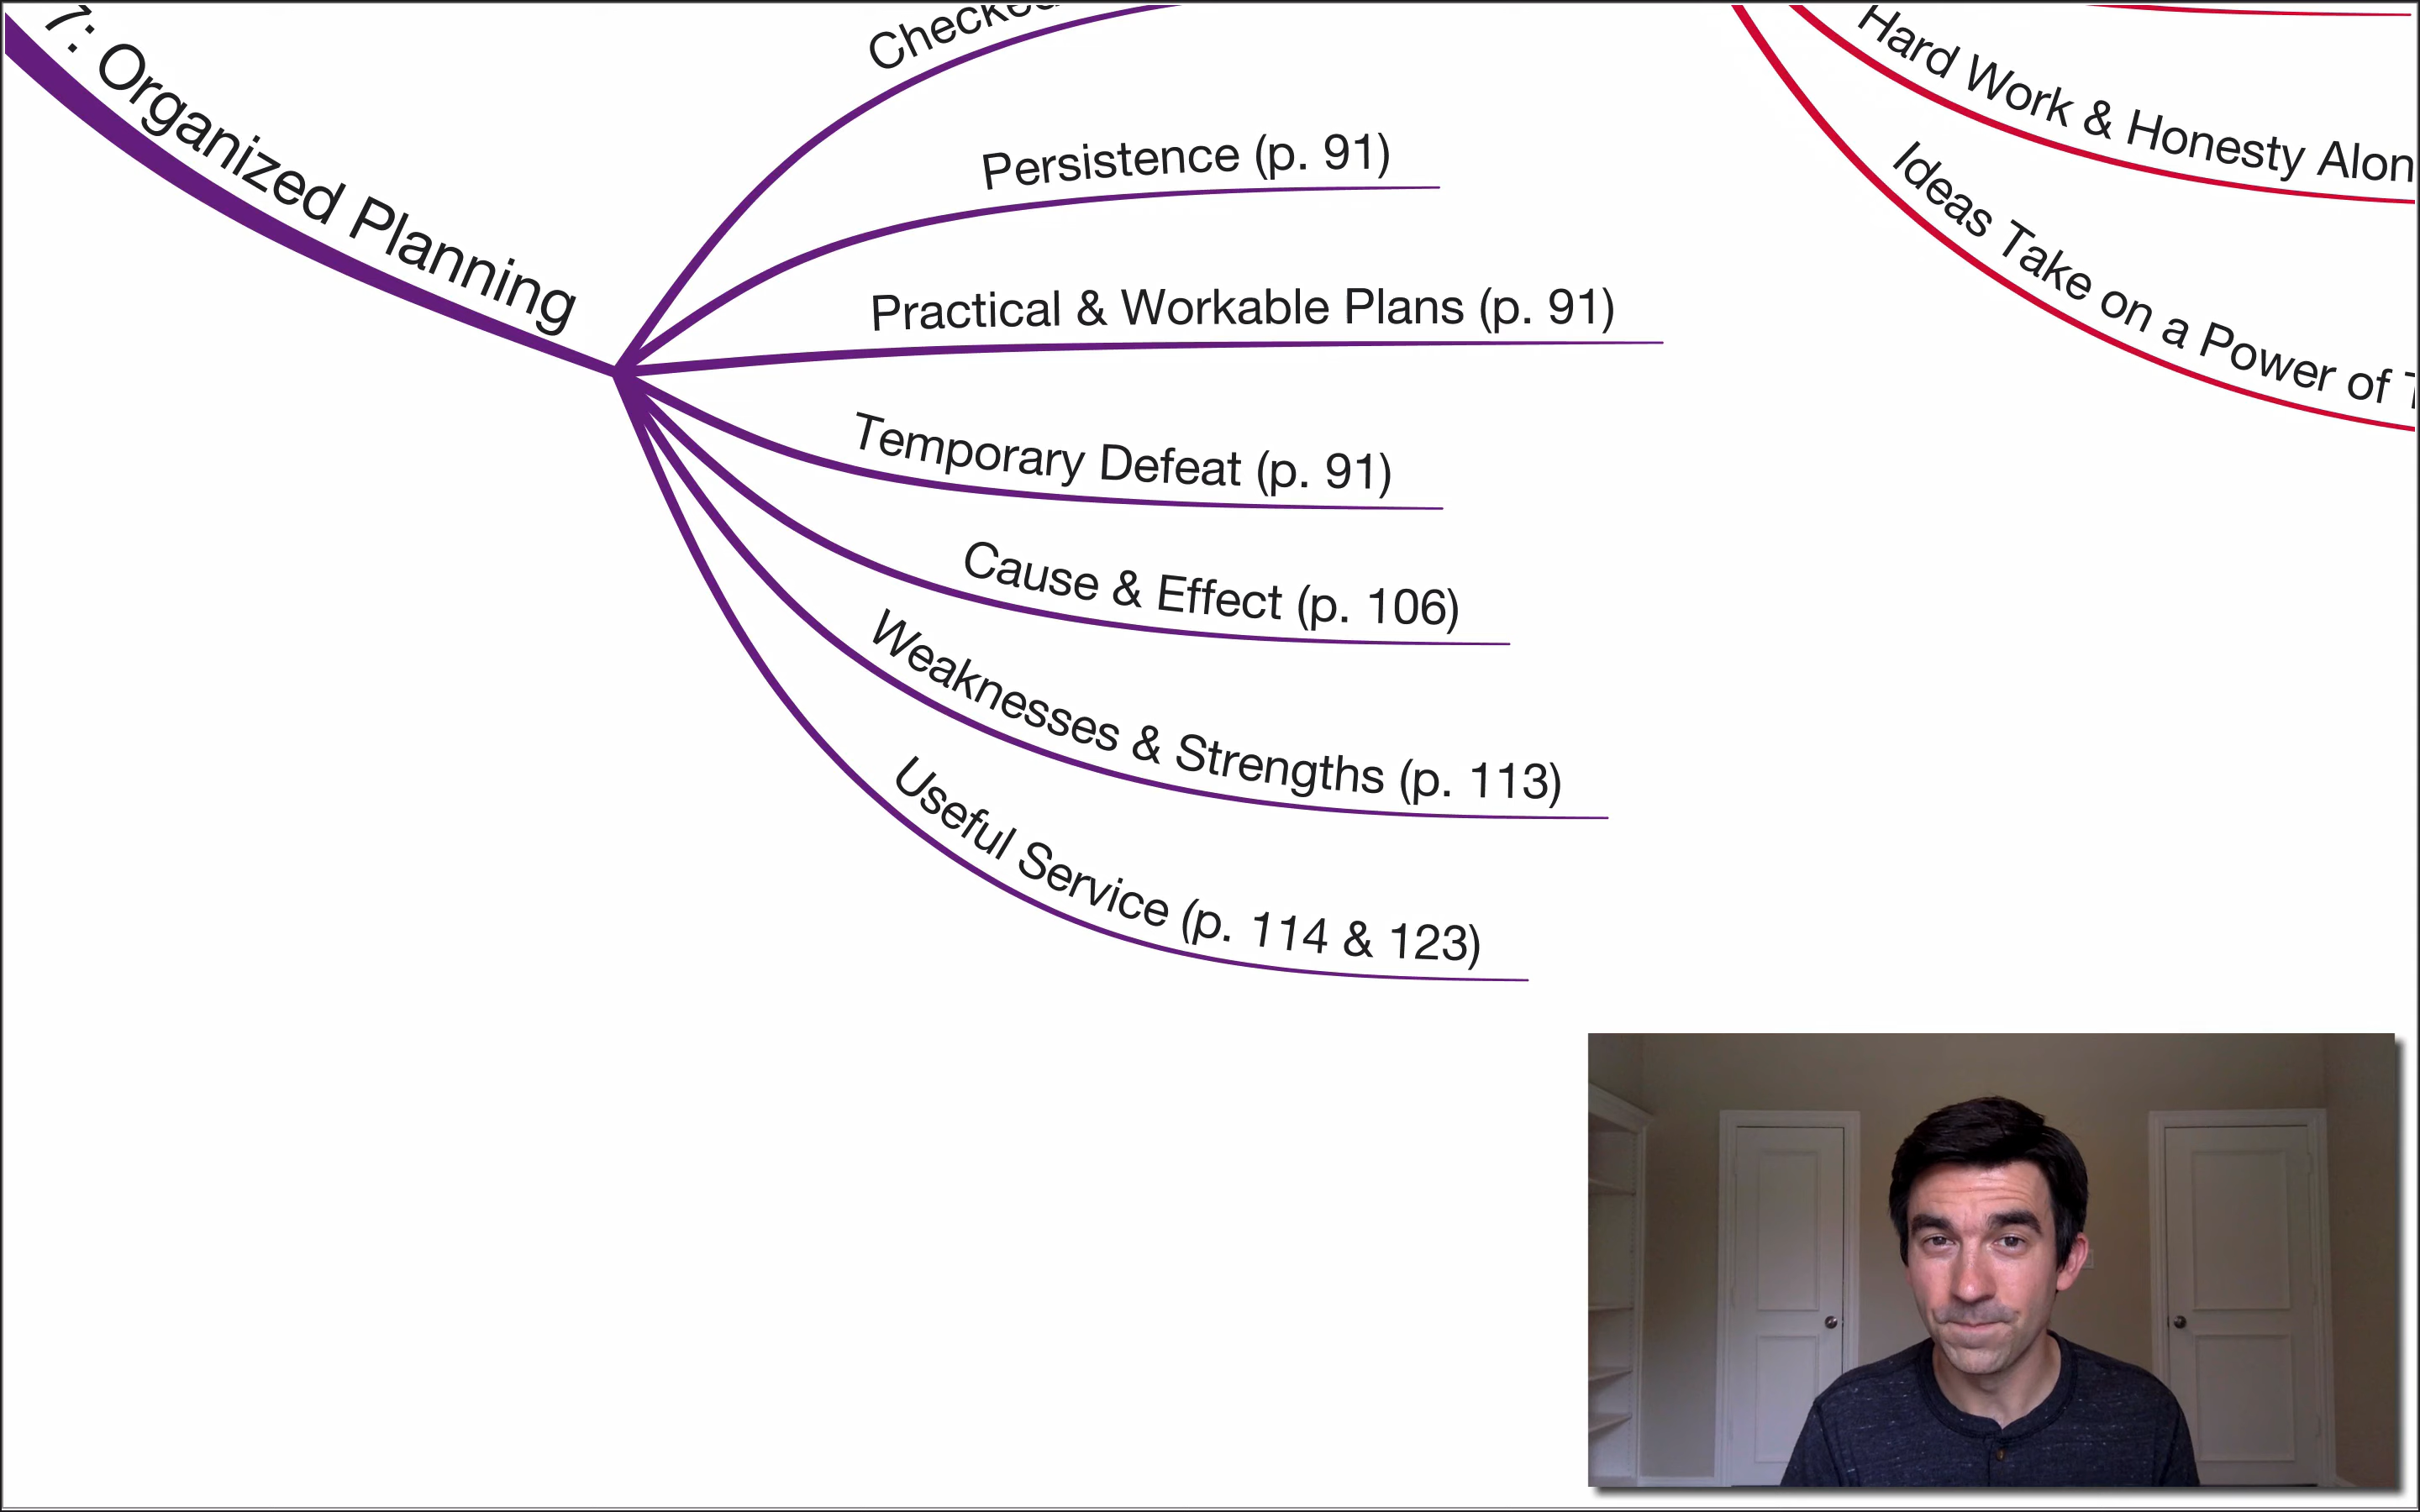 7: Organized Planning
Persistence (p. 91)
Practical & Workable Plans (p. 91)
Temporary Defeat (p. 91)
Cause & Effect (p. 106)
Weaknesses & Strengths (p. 113)
Useful Service (p. 114 & 123)
Hard Work & Honesty
Ideas Take on a Power of